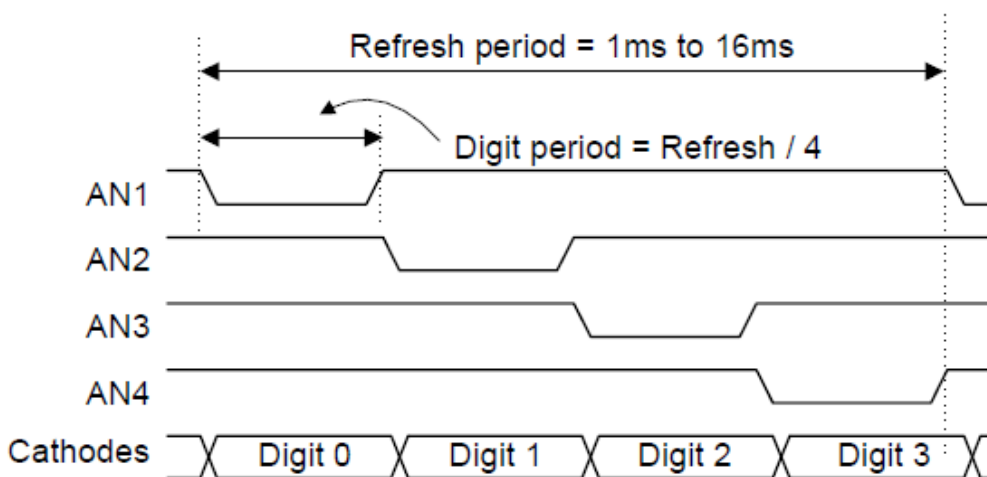 Refresh period = 1ms to 16ms
Digit period = Refresh / 4
AN1
AN2
AN3
AN4
Cathodes Digit 0 Digit 1 Digit 2 Digit 3